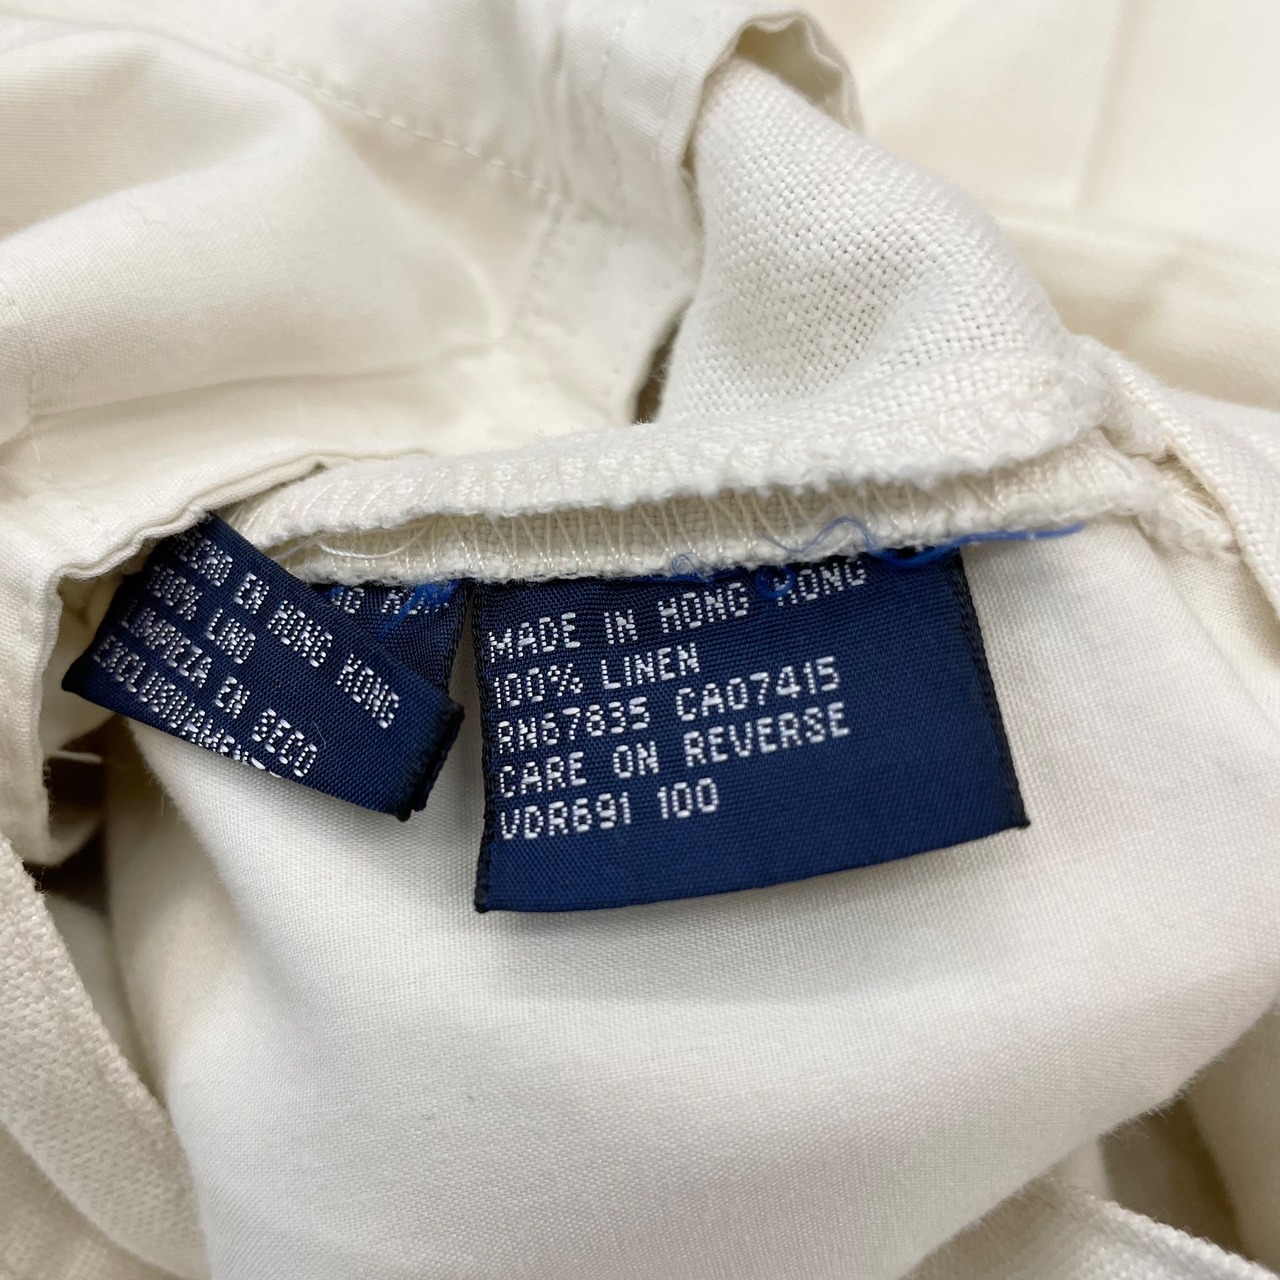 HECHO EN HONG KONG
100% LINO
LIMPIEZA EN SECO
MADE IN HONG KONG
100% LINEN
RN67835 CA07415
CARE ON REVERSE
VDR691 100